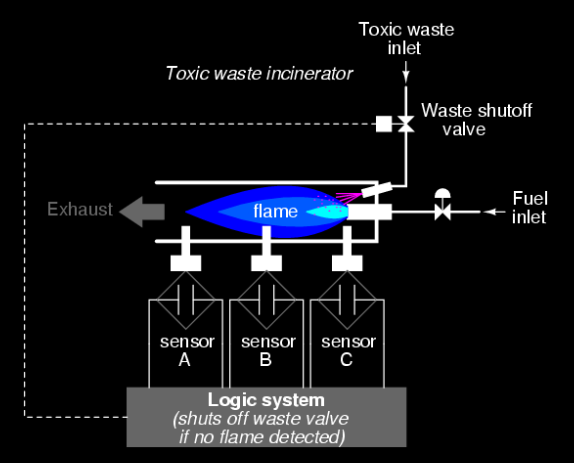 Toxic waste
inlet
Toxic waste incinerator
Waste shutoff
valve
Exhaust
flame
Fuel
inlet
sensor
A
sensor
B
sensor
C
Logic system
(shuts off waste valve
if no flame detected)